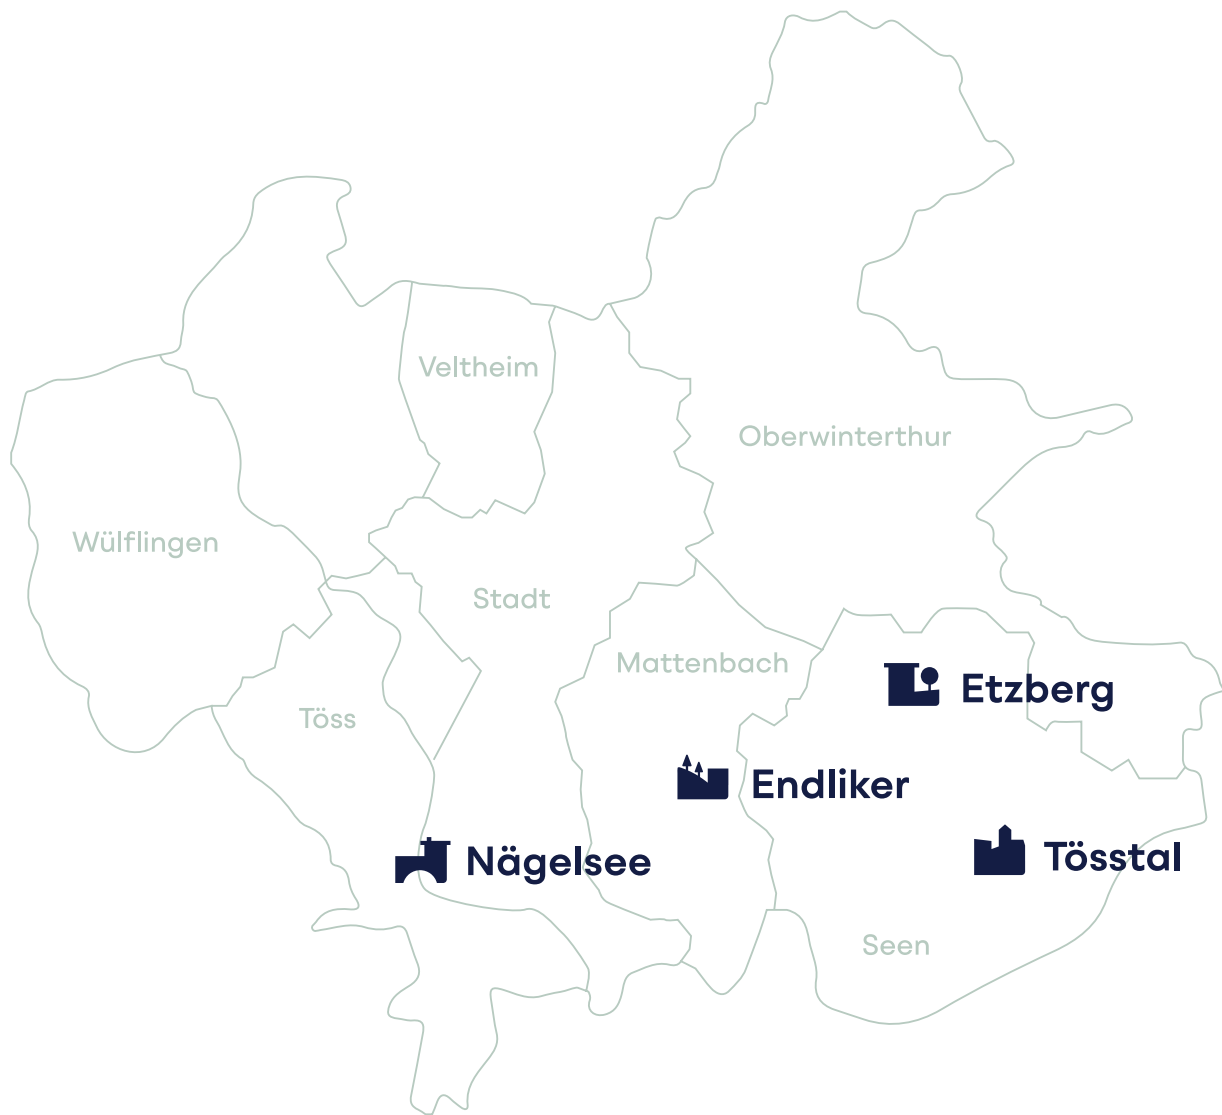 Veltheim
Oberwinterthur
Wülflingen
Stadt
Mattenbach
Etzberg
Töss
Endliker
Nägelsee
Tösstal
Seen